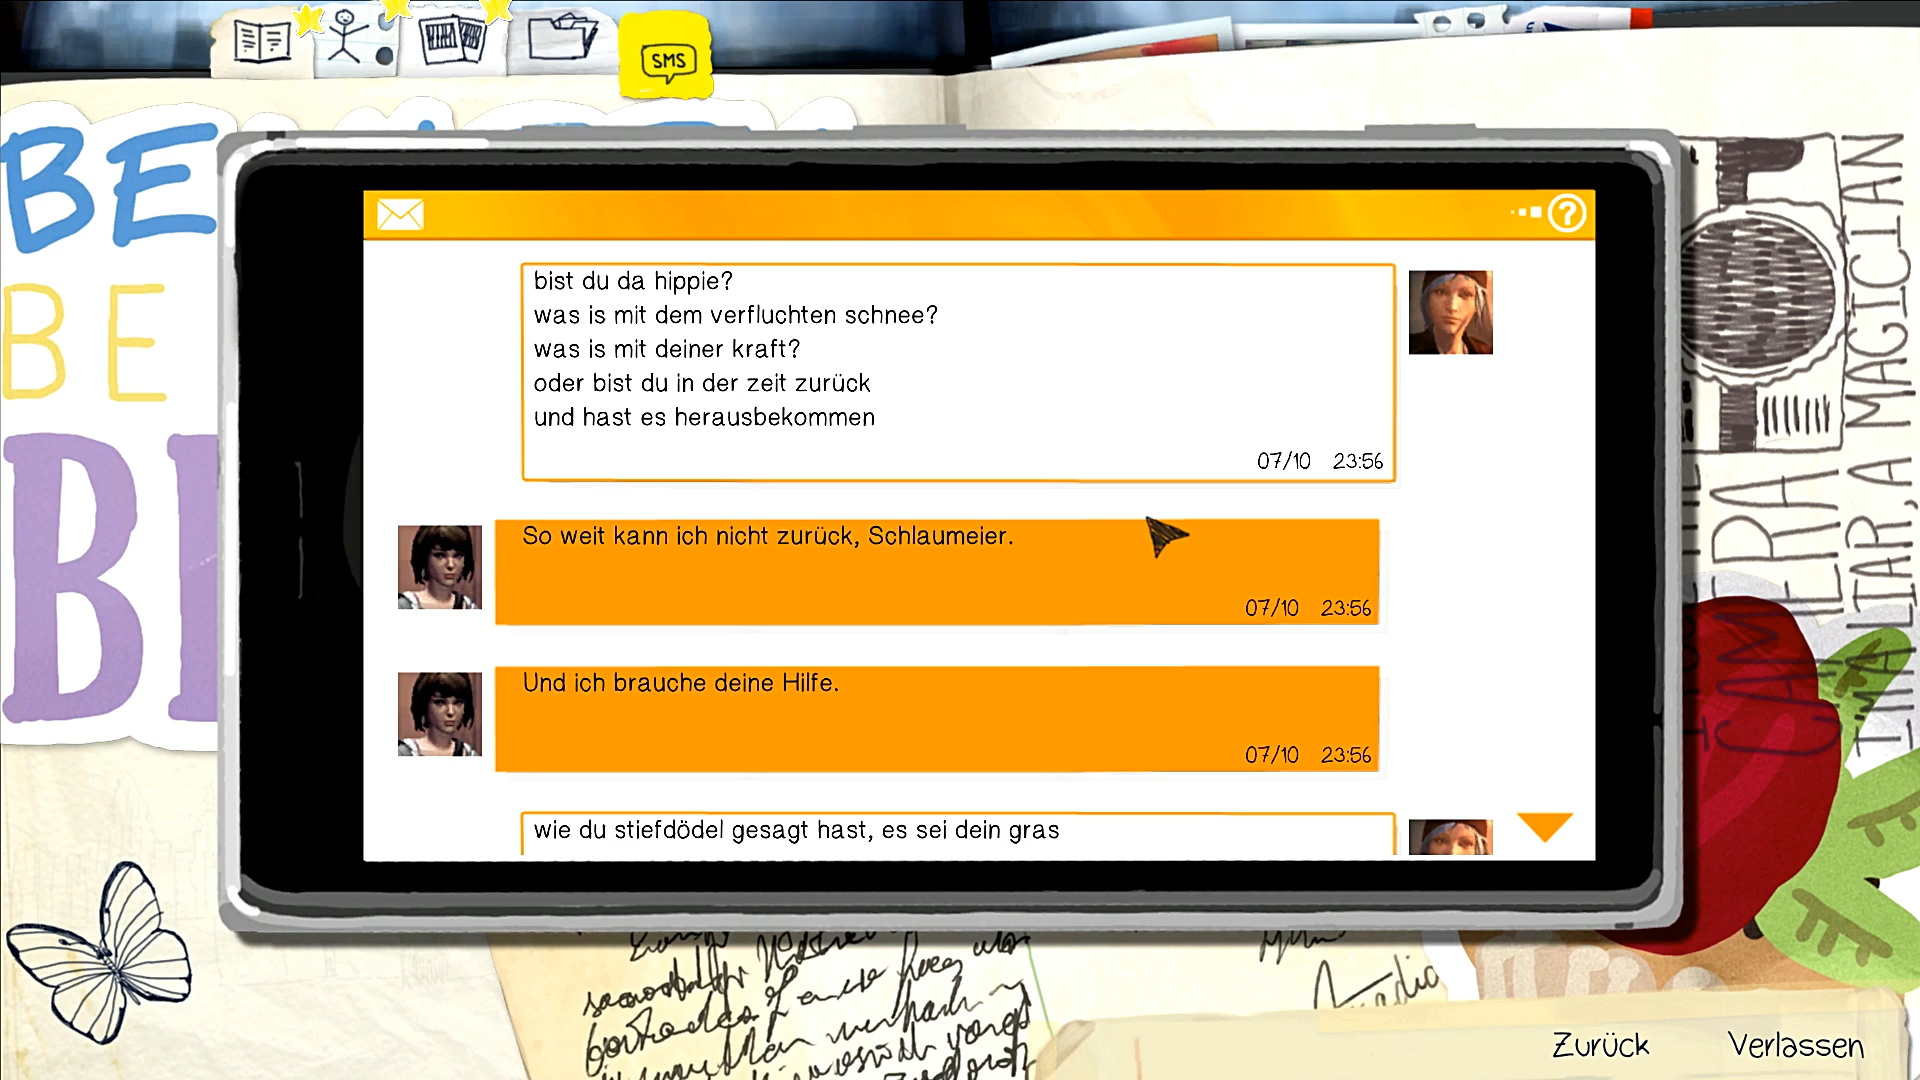 SMS
BE
BE
bist du da hippie?
was is mit dem verfluchten schnee?
was is mit deiner kraft?
oder bist du in der zeit zurück
und hast es herausbekommen
07/10 23:56
So weit kann ich nicht zurück, Schlaumeier.
07/10 23:56
Und ich brauche deine Hilfe.
07/10 23:56
wie du stiefdödel gesagt hast, es sei dein gras
CAMERA
I'M A LIAR, A MAGICIAN
Zurück
Verlassen